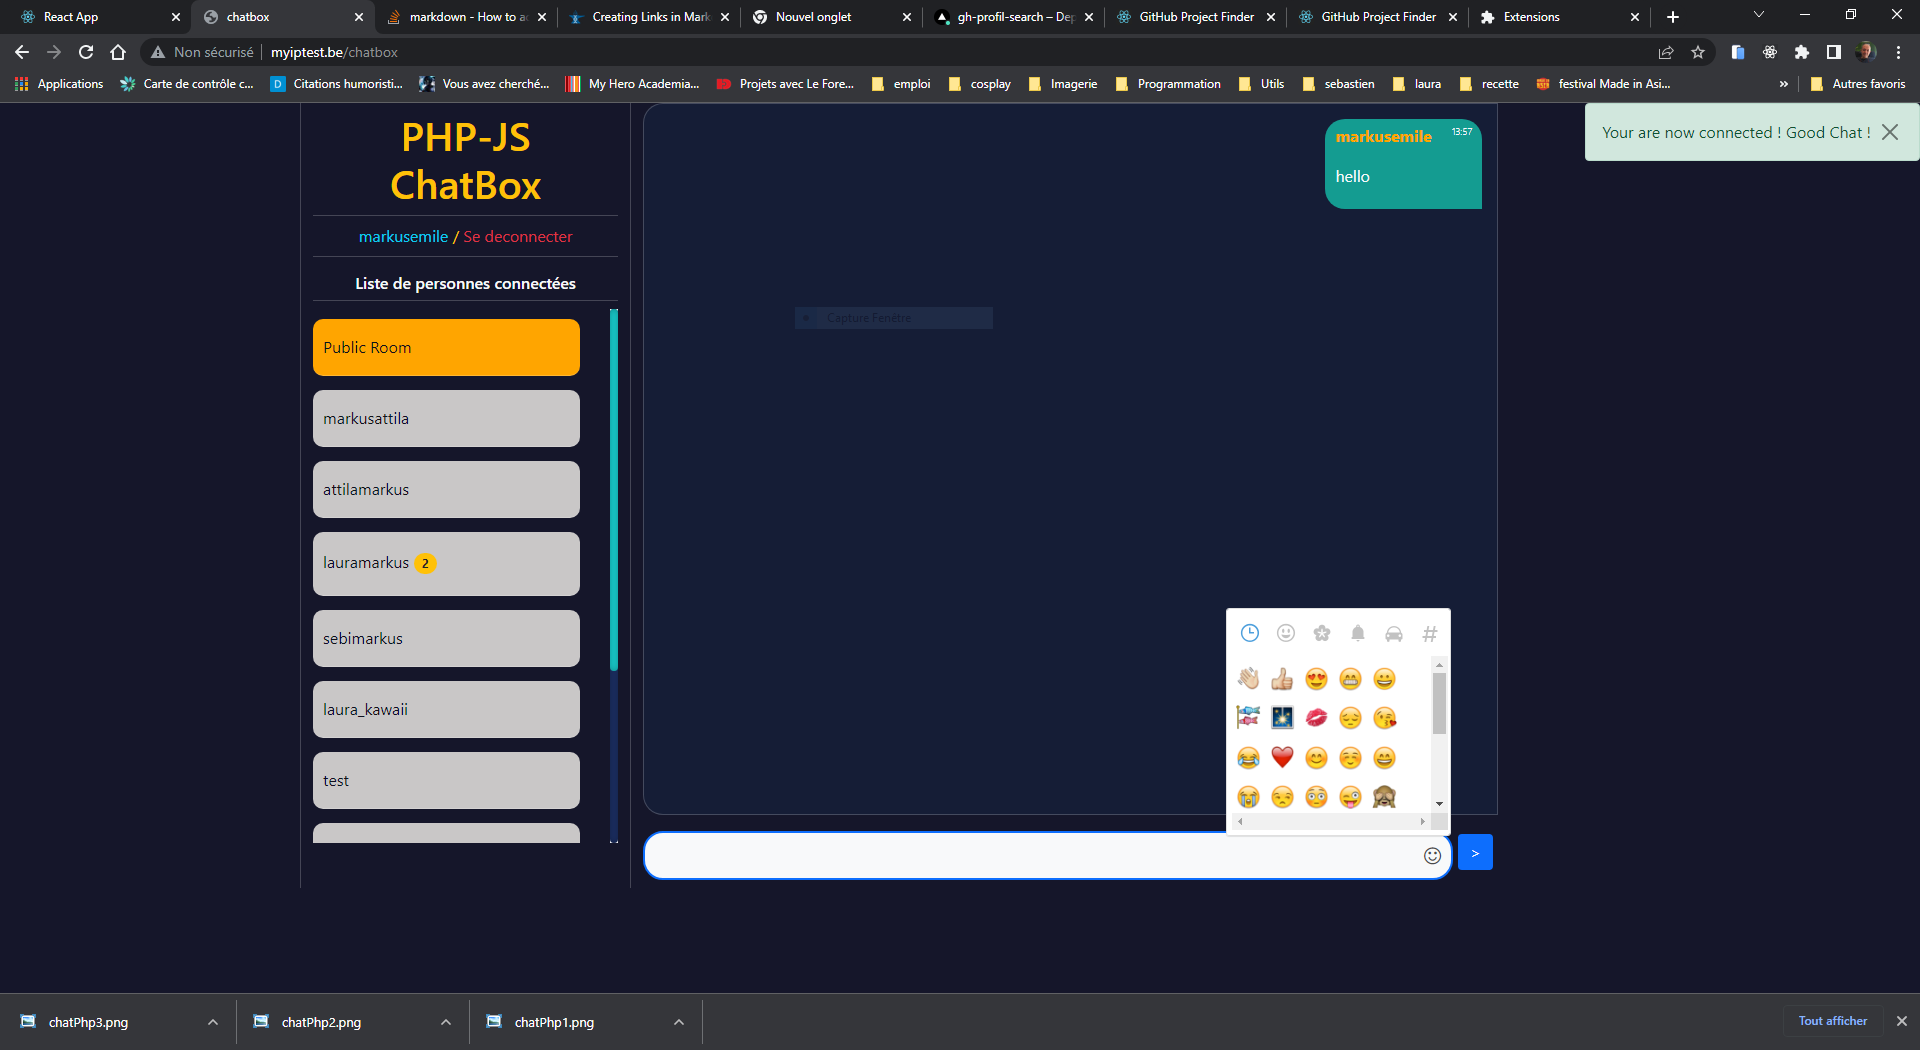 React App
chatbox
markdown - How to ac
Creating Links in Mark
Nouvel onglet
gh-profil-search – Dep
GitHub Project Finder
GitHub Project Finder
Extensions
Non sécurisé
myiptest.be/chatbox
Applications
Carte de contrôle c...
Citations humoristi...
Vous avez cherché...
My Hero Academia...
Projets avec Le Fore...
emploi
cosplay
Imagerie
Programmation
Utils
sebastien
laura
recette
festival Made in Asi...
»
Autres favoris
PHP-JS
ChatBox
markusemile / Se deconnecter
Liste de personnes connectées
Public Room
markusattila
attilamarkus
lauramarkus 2
sebimarkus
laura_kawaii
test
markusemile 13:57
hello
Your are now connected ! Good Chat !
Capture Fenêtre
#
>
chatPhp3.png
chatPhp2.png
chatPhp1.png
Tout afficher